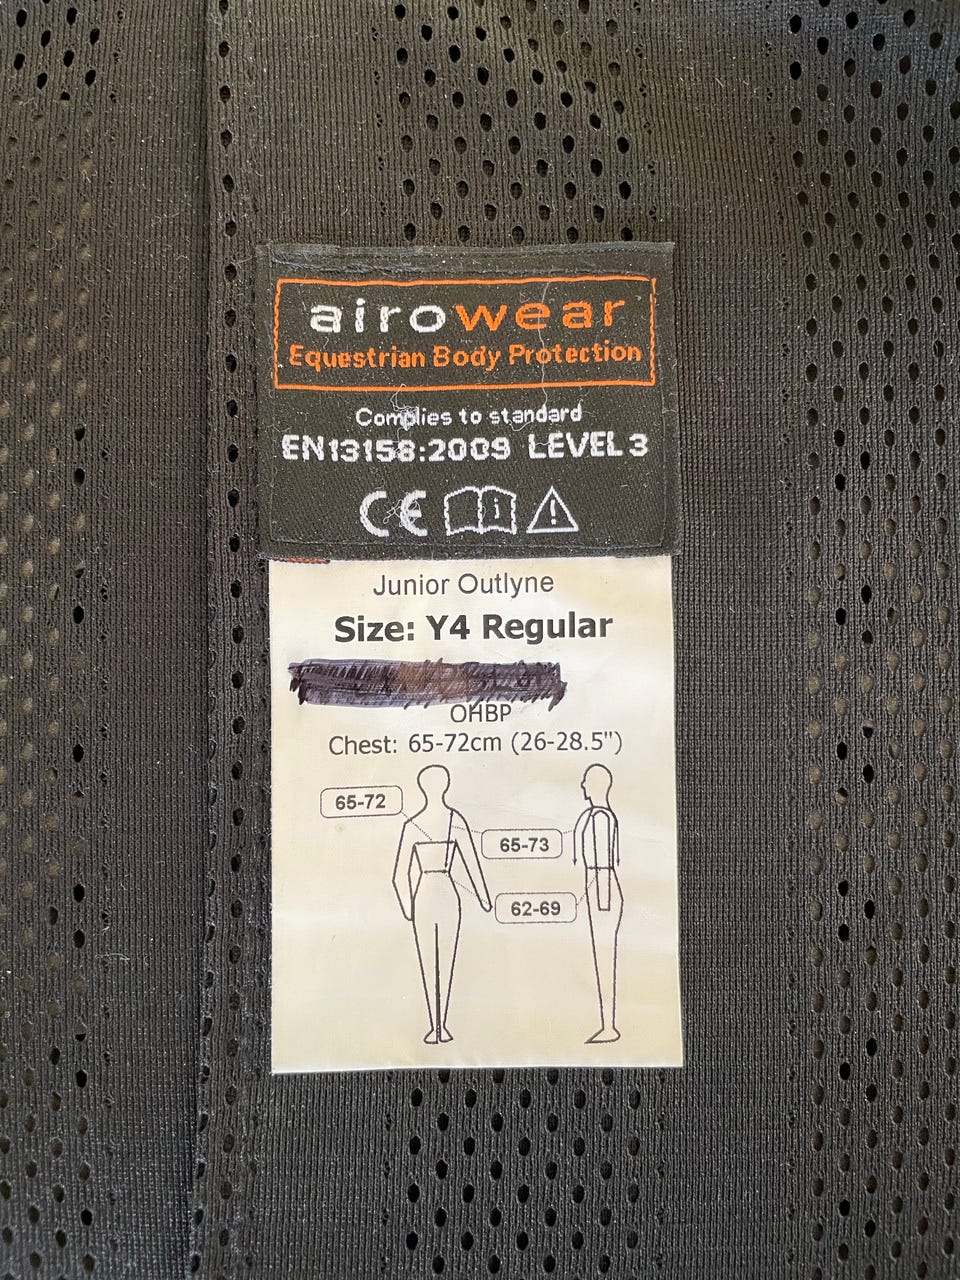 airowear
Equestrian Body Protection
Complies to standard
EN13158:2009 LEVEL 3
CE
Junior Outlyne
Size: Y4 Regular
OHBP
Chest: 65-72cm (26-28.5")
65-72
65-73
62-69